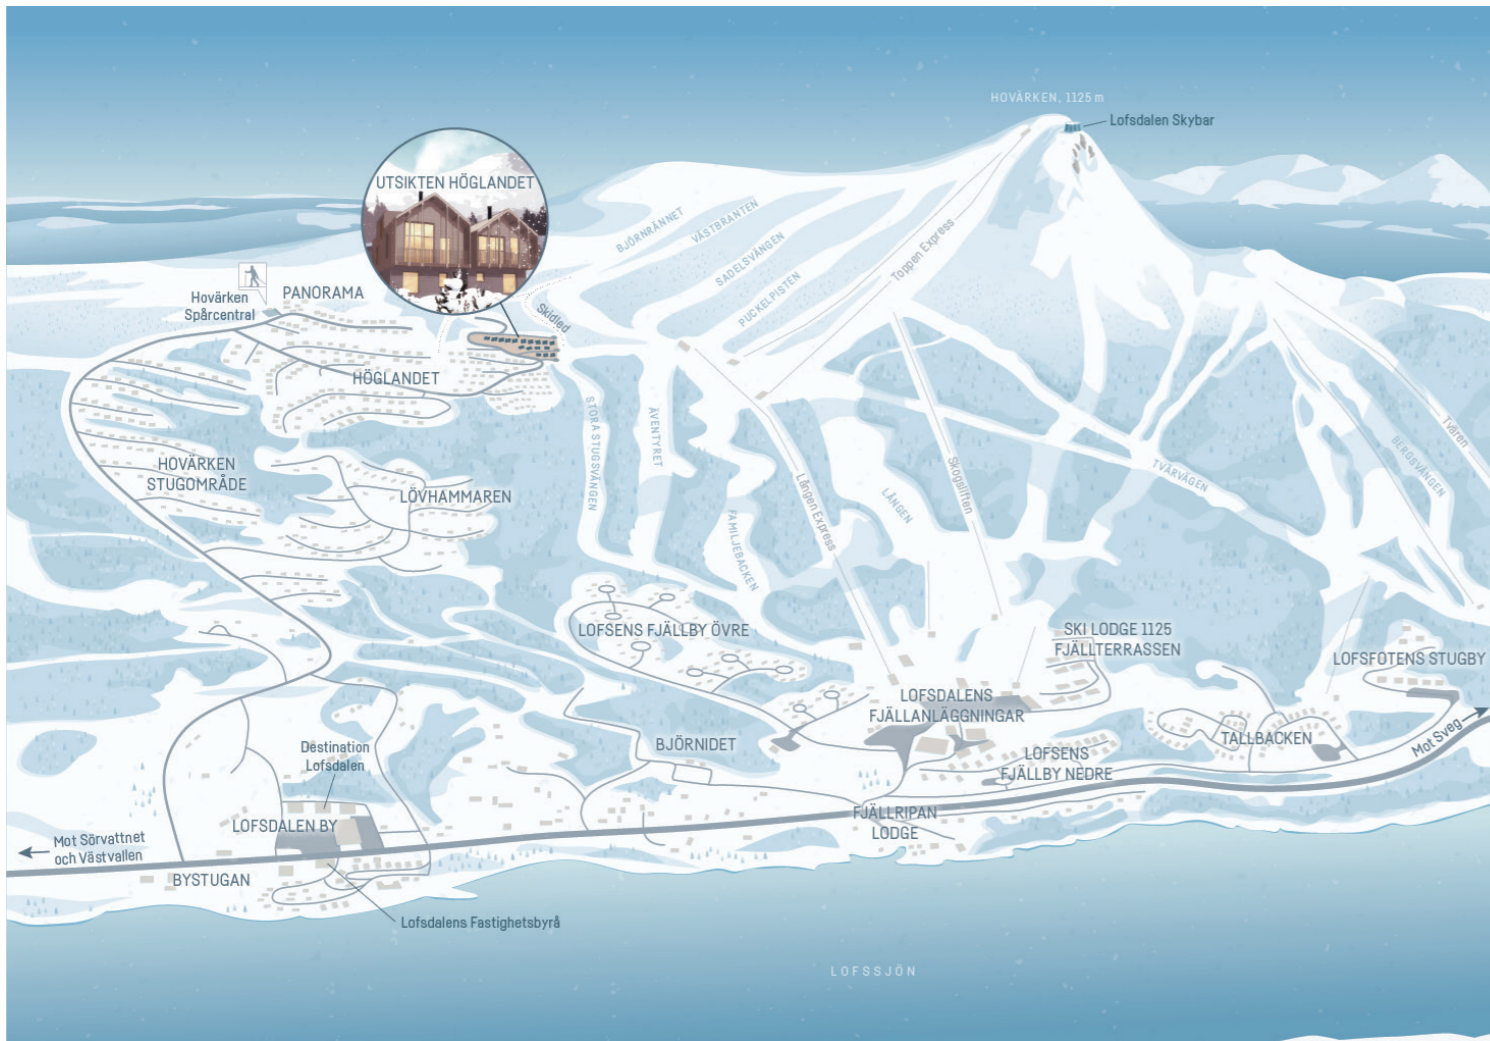 HOVÄRKEN, 1125 m
Lofsdalen Skybar
UTSIKTEN HÖGLANDET
BJÖRNRÄNNET
VÄSTBRANTEN
SADELSVÄNGEN
PUCKELPISTEN
Toppen Express
Hovärken
Spårcentral
PANORAMA
Skidled
HÖGLANDET
STORA STUGSVÄNGEN
ÄVENTYRET
FAMILJEBACKEN
Lången Express
LÅNGEN
Skogsliften
TVÄRVÄGEN
BERGSVÄNGEN
Tvären
HOVÄRKEN
STUGOMRÅDE
LÖVHAMMAREN
LOFSENS FJÄLLBY ÖVRE
SKI LODGE 1125
FJÄLLTERRASSEN
LOFSFOTENS STUGBY
LOFSDALENS
FJÄLLANLÄGGNINGAR
BJÖRNIDET
TALLBACKEN
Mot Sveg
Destination
Lofsdalen
LOFSENS
FJÄLLBY NEDRE
LOFSDALEN BY
FJÄLLRIPAN
LODGE
Mot Sörvattnet
och Västvallen
BYSTUGAN
Lofsdalens Fastighetsbyrå
LOFSSJÖN